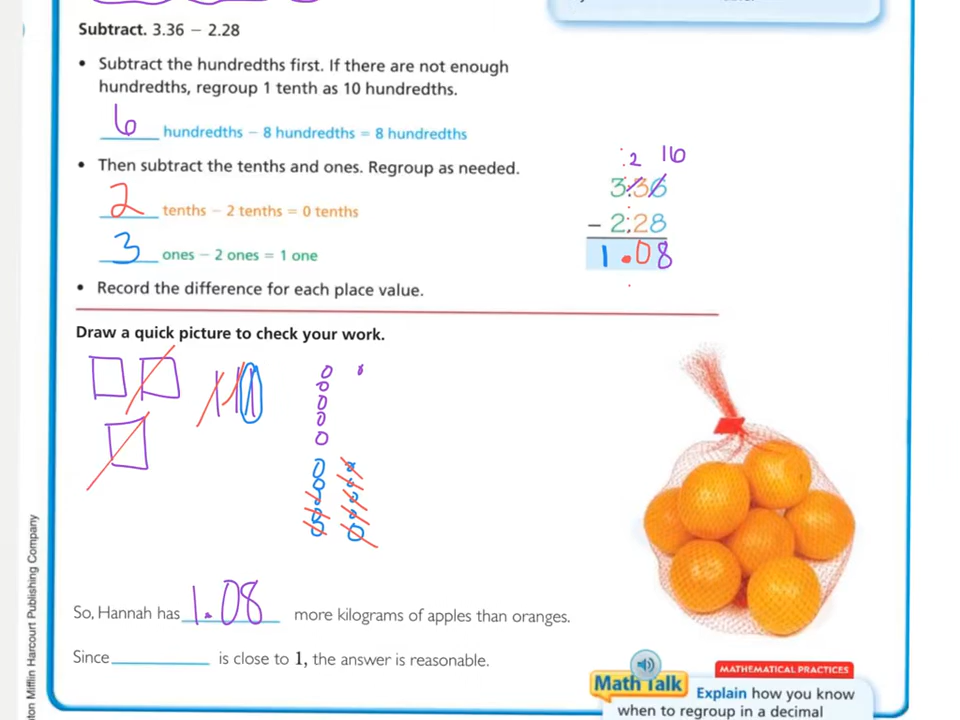 Subtract. 3.36 − 2.28
• Subtract the hundredths first. If there are not enough
hundredths, regroup 1 tenth as 10 hundredths.
6 hundredths − 8 hundredths = 8 hundredths
• Then subtract the tenths and ones. Regroup as needed.
2 16
3.36
2 tenths − 2 tenths = 0 tenths
− 2.28
3 ones − 2 ones = 1 one
1.08
• Record the difference for each place value.
Draw a quick picture to check your work.
So, Hannah has 1.08 more kilograms of apples than oranges.
Since ________ is close to 1, the answer is reasonable.
MATHEMATICAL PRACTICES
Math Talk
Explain how you know
when to regroup in a decimal
Mifflin Harcourt Publishing Company